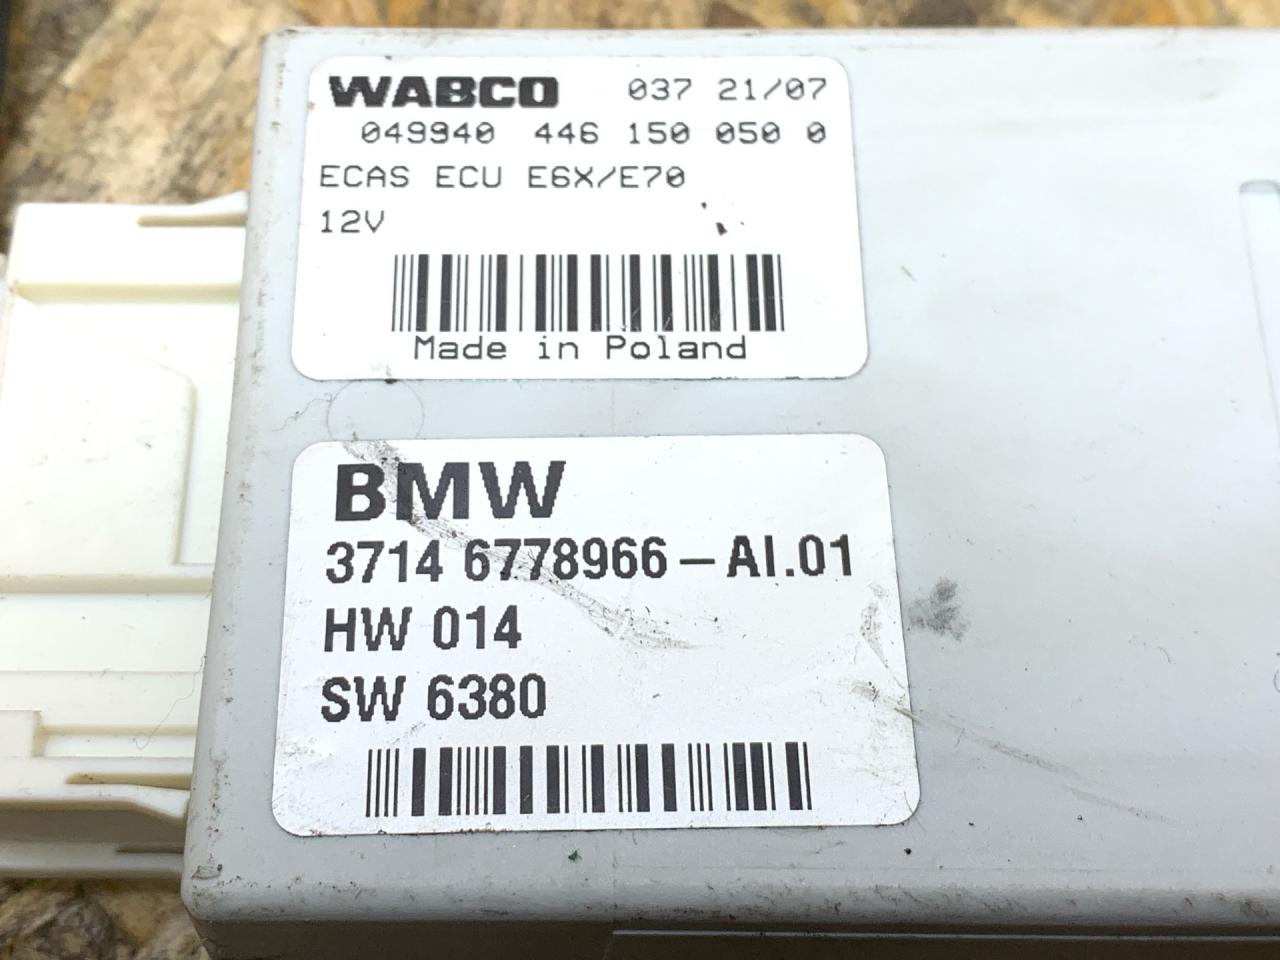 WABCO 037 21/07
049940 446 150 050 0
ECAS ECU E6X/E70
12V
Made in Poland
BMW
3714 6778966-AI.01
HW 014
SW 6380